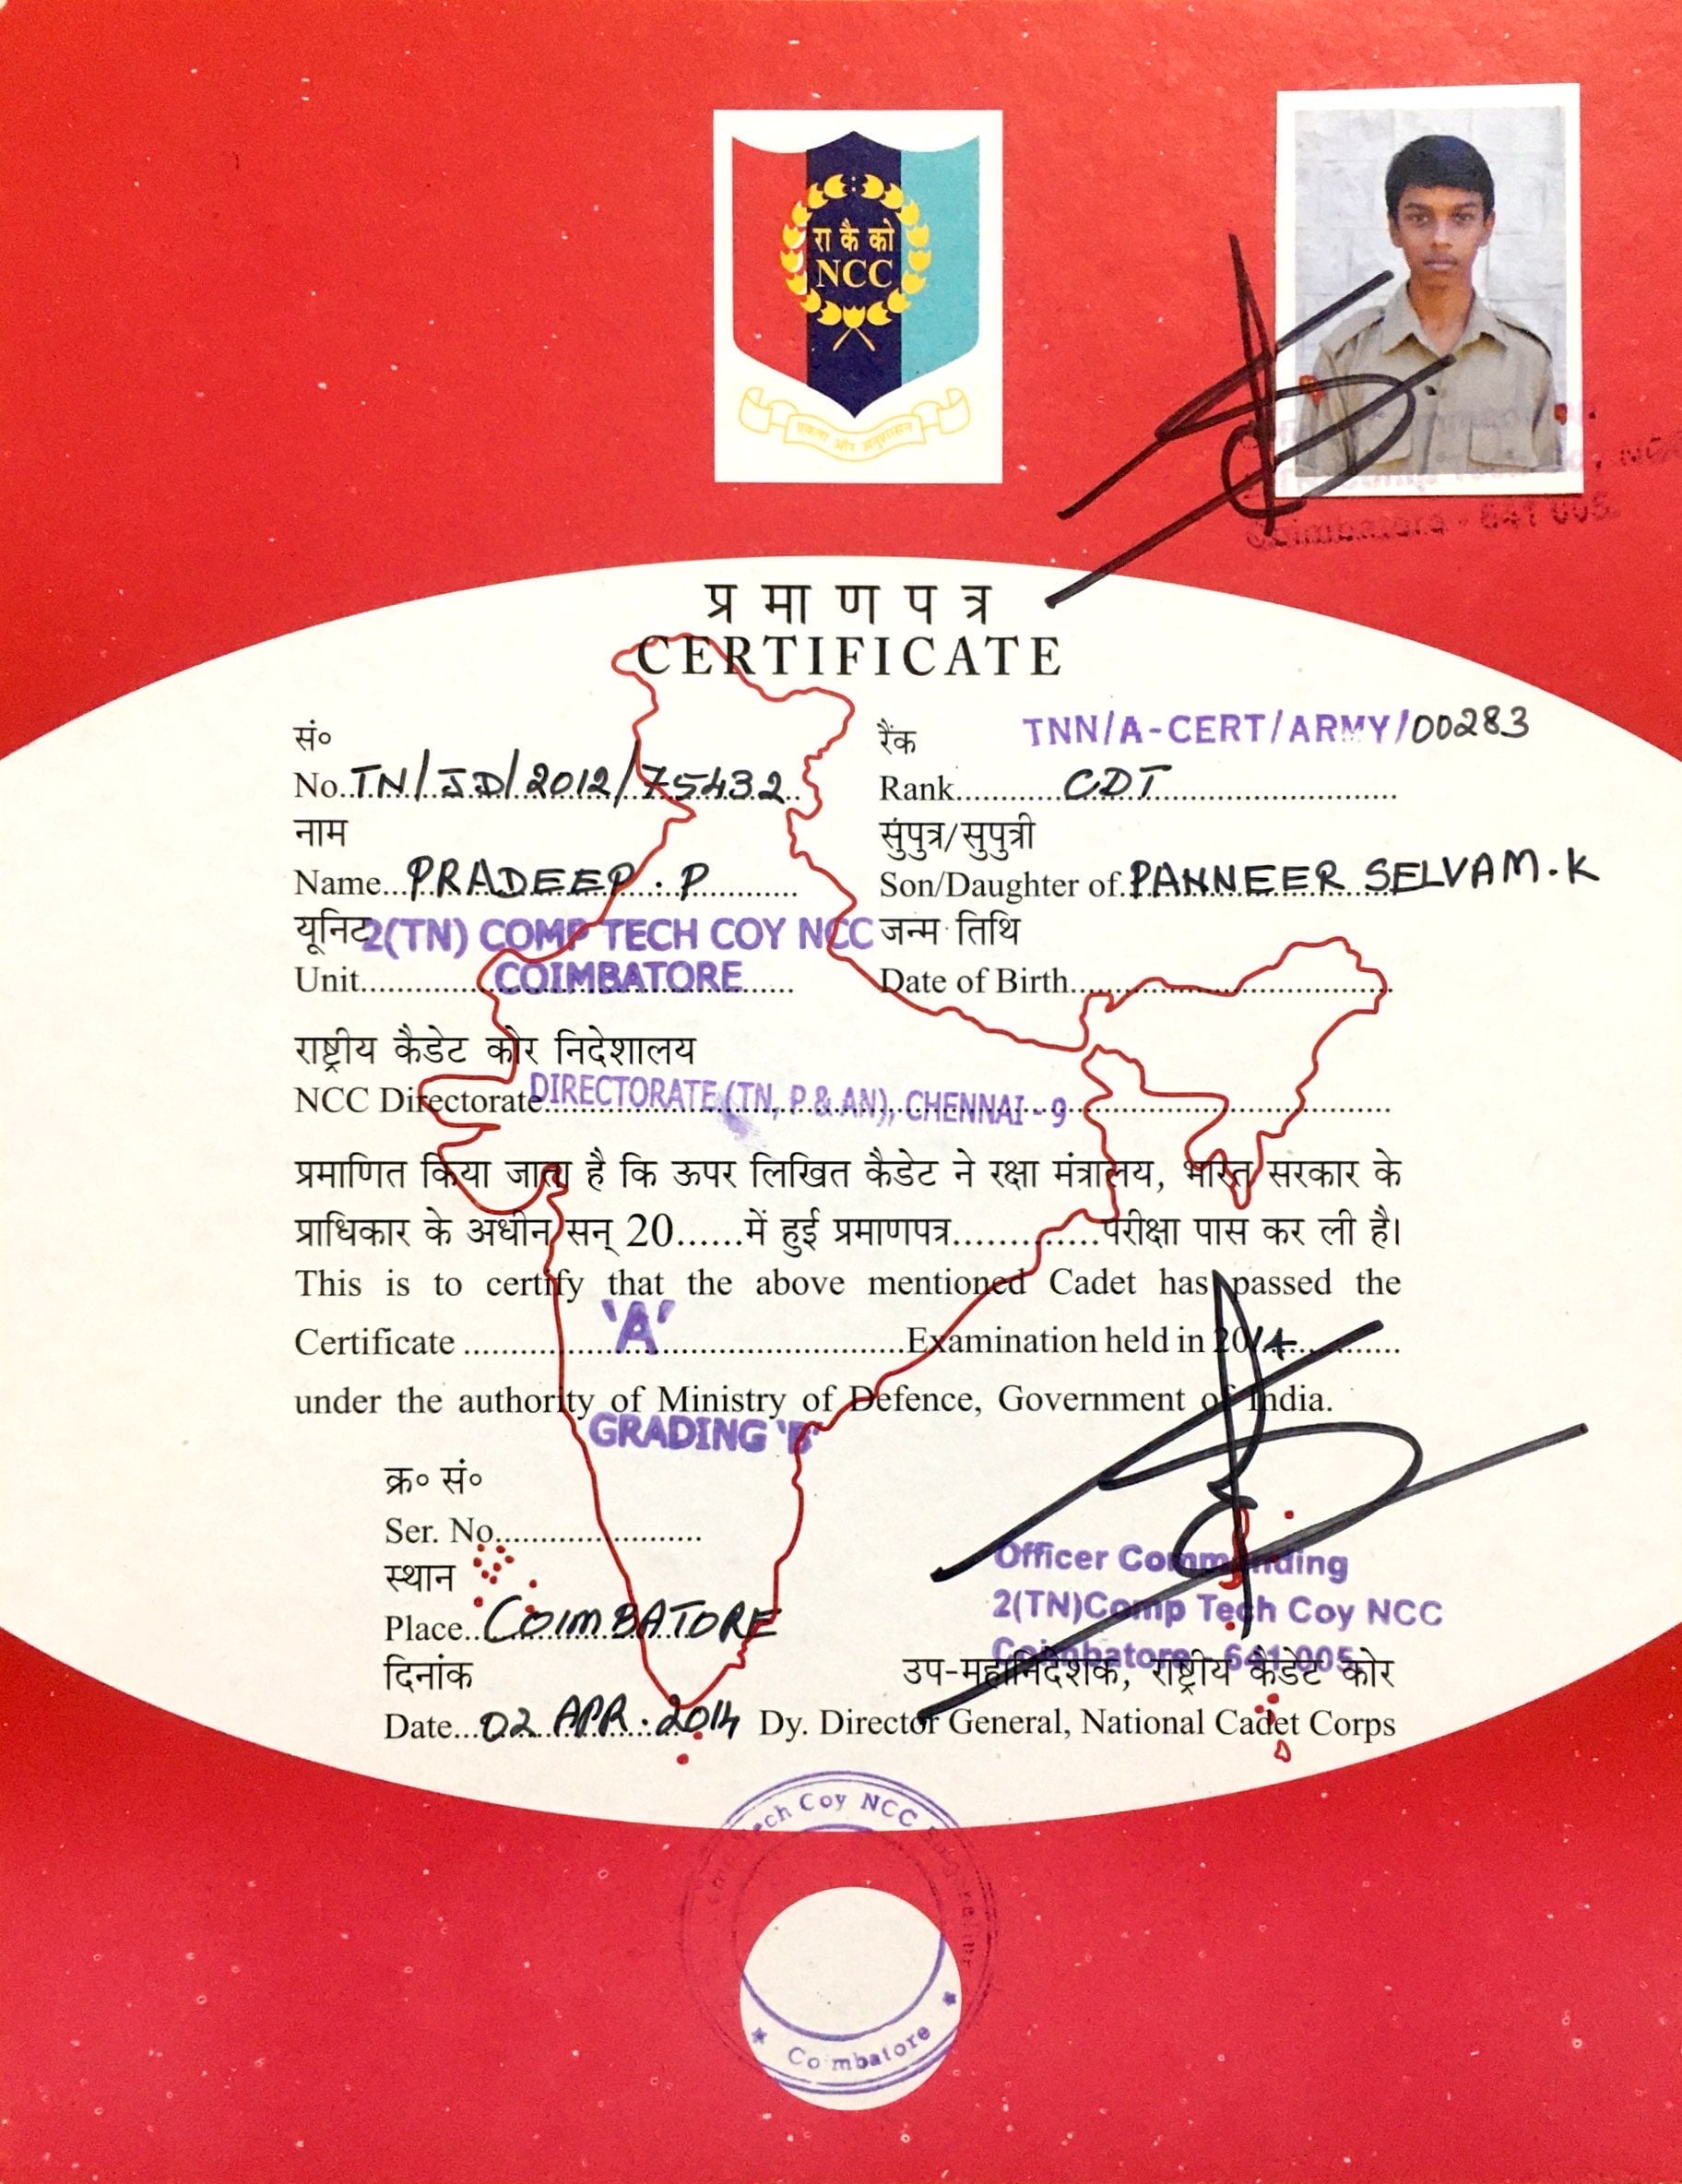 रा कै को
NCC
एकता और अनुशासन
Coimbatore - 641 005.
प्रमाणपत्र
CERTIFICATE
सं०
रैंक
TNN/A-CERT/ARMY/00283
No. TN/JD/2012/75432
Rank CDT
नाम
सुंपुत्र/सुपुत्री
Name PRADEEP . P
Son/Daughter of PANNEER SELVAM . K
यूनिट 2(TN) COMP TECH COY NCC
जन्म तिथि
Unit COIMBATORE
Date of Birth
राष्ट्रीय कैडेट कोर निदेशालय
NCC Directorate DIRECTORATE (TN, P & AN), CHENNAI - 9
प्रमाणित किया जाता है कि ऊपर लिखित कैडेट ने रक्षा मंत्रालय, भारत सरकार के
प्राधिकार के अधीन सन् 20......में हुई प्रमाणपत्र.............परीक्षा पास कर ली है।
This is to certify that the above mentioned Cadet has passed the
Certificate 'A' Examination held in 2014
under the authority of Ministry of Defence, Government of India.
GRADING 'B'
क्र० सं०
Ser. No.
Officer Commanding
स्थान
2(TN)Comp Tech Coy NCC
Place COIMBATORE
Coimbatore - 641 005
दिनांक
उप-महानिदेशक, राष्ट्रीय कैडेट कोर
Date 02 APR . 2014
Dy. Director General, National Cadet Corps
Tech Coy NCC
Coimbatore